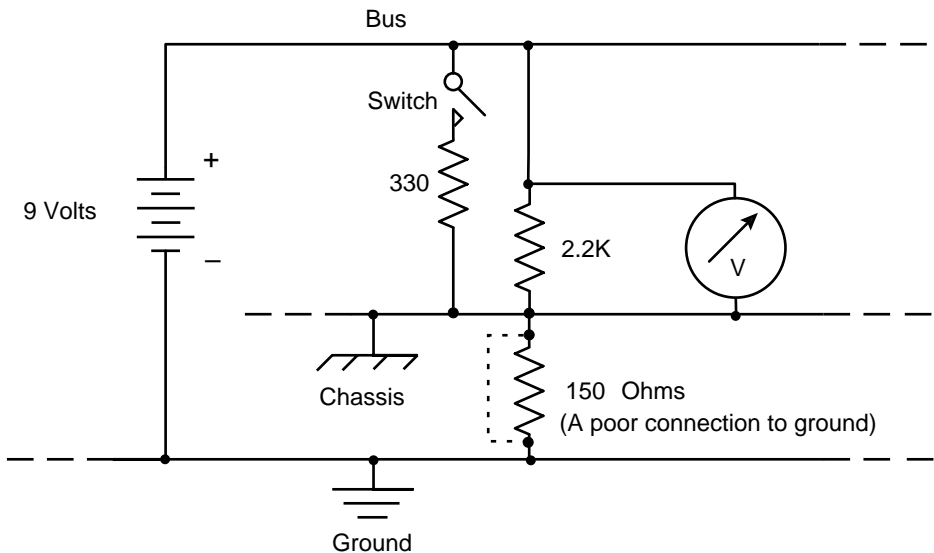 Bus
Switch
+
330
9 Volts
2.2K
–
V
150 Ohms
Chassis
(A poor connection to ground)
Ground